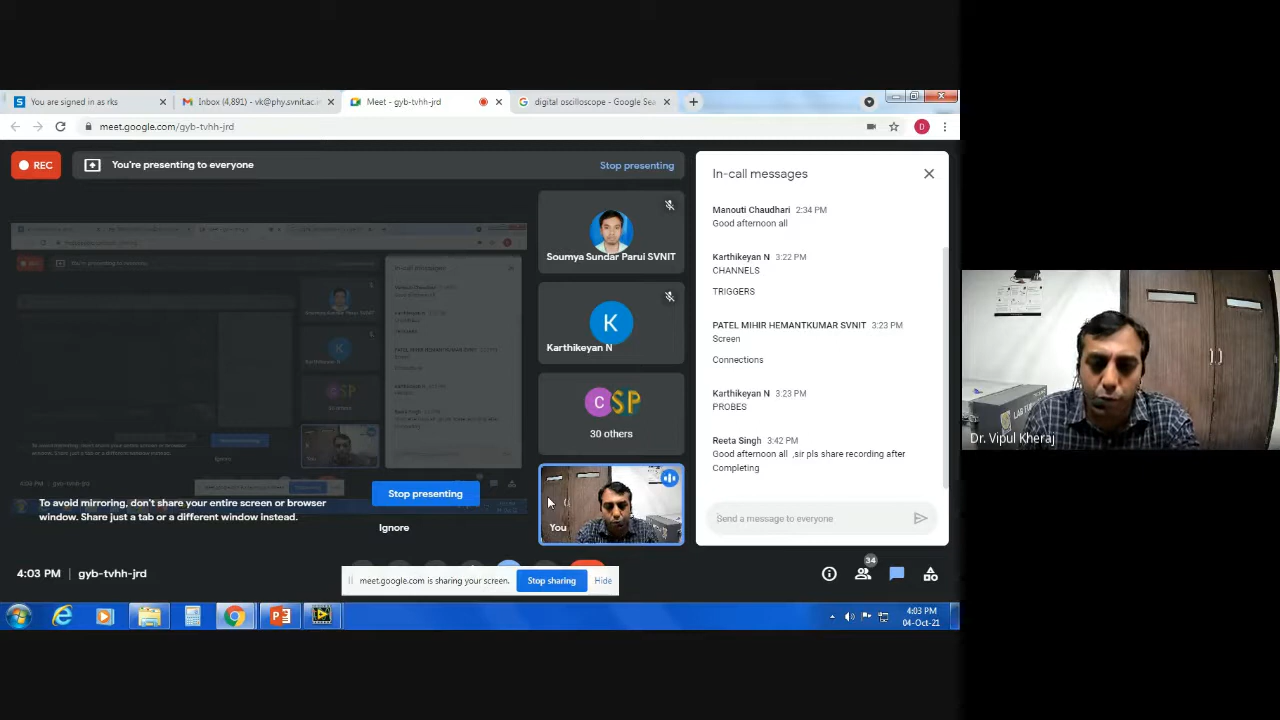 You are signed in as rks
Inbox (4,891) - vk@phy.svnit.ac
Meet - gyb-tvhh-jrd
digital oscilloscope - Google Sea
meet.google.com/gyb-tvhh-jrd
D
REC
You're presenting to everyone
Stop presenting
In-call messages
Manouti Chaudhari 2:34 PM
Good afternoon all
Karthikeyan N 3:22 PM
CHANNELS
TRIGGERS
PATEL MIHIR HEMANTKUMAR SVNIT 3:23 PM
Screen
Connections
Karthikeyan N 3:23 PM
PROBES
Reeta Singh 3:42 PM
Good afternoon all ,sir pls share recording after
Completing
Send a message to everyone
Soumya Sundar Parui SVNIT
K
Karthikeyan N
C SP
30 others
You
To avoid mirroring, don't share your entire screen or browser
window. Share just a tab or a different window instead.
Stop presenting
Ignore
4:03 PM | gyb-tvhh-jrd
34
meet.google.com is sharing your screen.
Stop sharing
Hide
4:03 PM
04-Oct-21
Dr. Vipul Kheraj